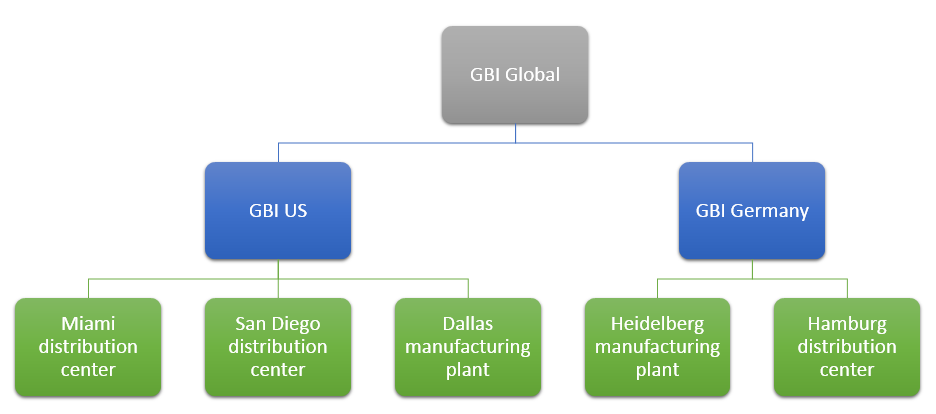 GBI Global
GBI US
GBI Germany
Miami
distribution
center
San Diego
distribution
center
Dallas
manufacturing
plant
Heidelberg
manufacturing
plant
Hamburg
distribution
center